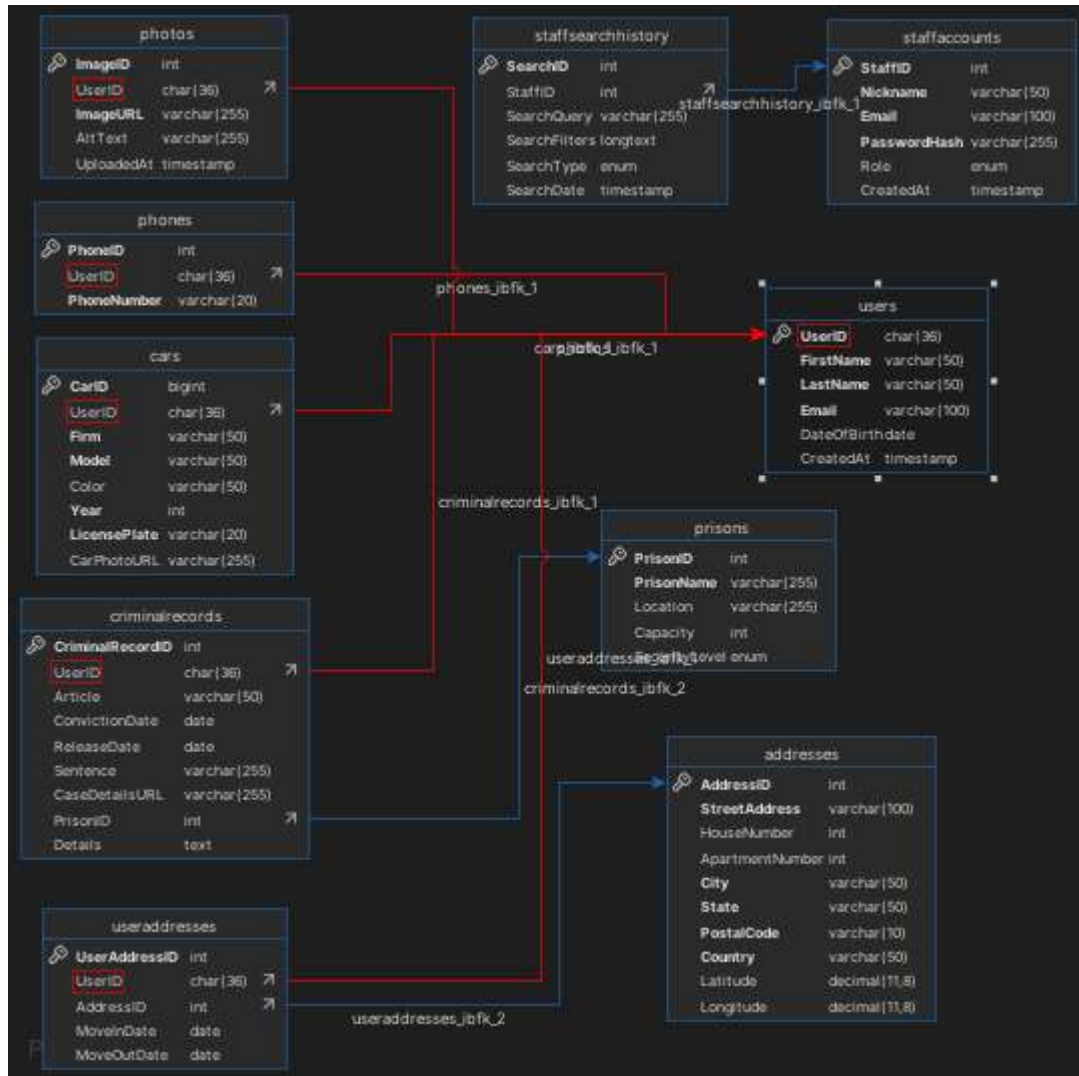 photos
ImageID int
UserID char(36)
ImageURL varchar(255)
AltText varchar(255)
UploadedAt timestamp
staffsearchhistory
SearchID int
StaffID int
SearchQuery varchar(255)
SearchFilters longtext
SearchType enum
SearchDate timestamp
staffsearchhistory_ibfk_1
staffaccounts
StaffID int
Nickname varchar(50)
Email varchar(100)
PasswordHash varchar(255)
Role enum
CreatedAt timestamp
phones
PhoneID int
UserID char(36)
PhoneNumber varchar(20)
phones_ibfk_1
users
UserID char(36)
FirstName varchar(50)
LastName varchar(50)
Email varchar(100)
DateOfBirth date
CreatedAt timestamp
cars
CarID bigint
UserID char(36)
Firm varchar(50)
Model varchar(50)
Color varchar(50)
Year int
LicensePlate varchar(20)
CarPhotoURL varchar(255)
criminalrecords_ibfk_1
prisons
PrisonID int
PrisonName varchar(255)
Location varchar(255)
Capacity int
enum
criminalrecords_ibfk_2
criminalrecords
CriminalRecordID int
UserID char(36)
Article varchar(50)
ConvictionDate date
ReleaseDate date
Sentence varchar(255)
CaseDetailsURL varchar(255)
PrisonID int
Details text
addresses
AddressID int
StreetAddress varchar(100)
HouseNumber int
ApartmentNumber int
City varchar(50)
State varchar(50)
PostalCode varchar(10)
Country varchar(50)
Latitude decimal(11,8)
Longitude decimal(11,8)
useraddresses
UserAddressID int
UserID char(36)
AddressID int
MoveInDate date
MoveOutDate date
useraddresses_ibfk_2